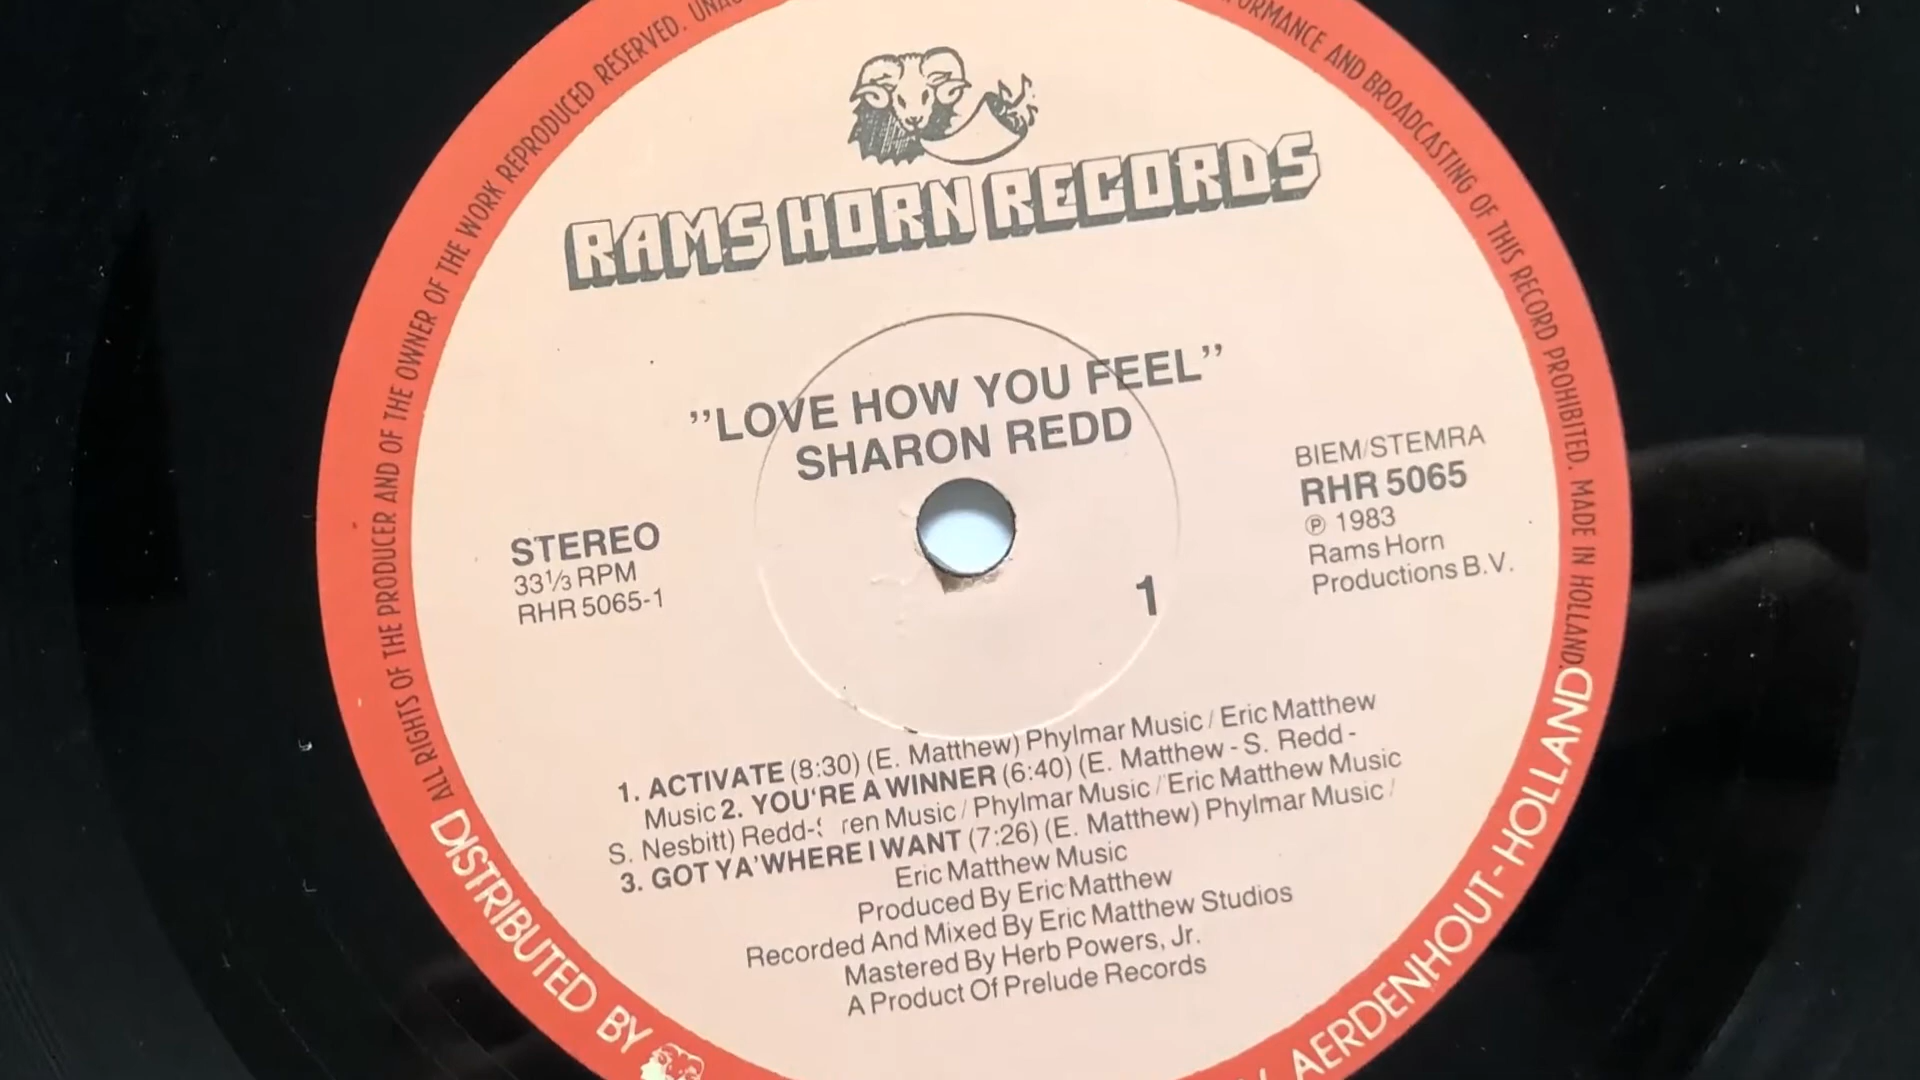 RAMS HORN RECORDS
”LOVE HOW YOU FEEL”
SHARON REDD
STEREO
33⅓ RPM
RHR 5065-1
1
BIEM/STEMRA
RHR 5065
℗ 1983
Rams Horn
Productions B.V.
1. ACTIVATE (8:30) (E. Matthew) Phylmar Music / Eric Matthew
Music 2. YOU'RE A WINNER (6:40) (E. Matthew - S. Redd -
S. Nesbitt) Music / Phylmar Music / Eric Matthew Music
3. GOT YA'WHERE I WANT (7:26) (E. Matthew) Phylmar Music /
Eric Matthew Music
Produced By Eric Matthew
Recorded And Mixed By Eric Matthew Studios
Mastered By Herb Powers, Jr.
A Product Of Prelude Records
ALL RIGHTS OF THE PRODUCER AND OF THE OWNER OF THE WORK REPRODUCED RESERVED.
AND BROADCASTING OF THIS RECORD PROHIBITED. MADE IN HOLLAND.
DISTRIBUTED BY
AERDENHOUT-HOLLAND